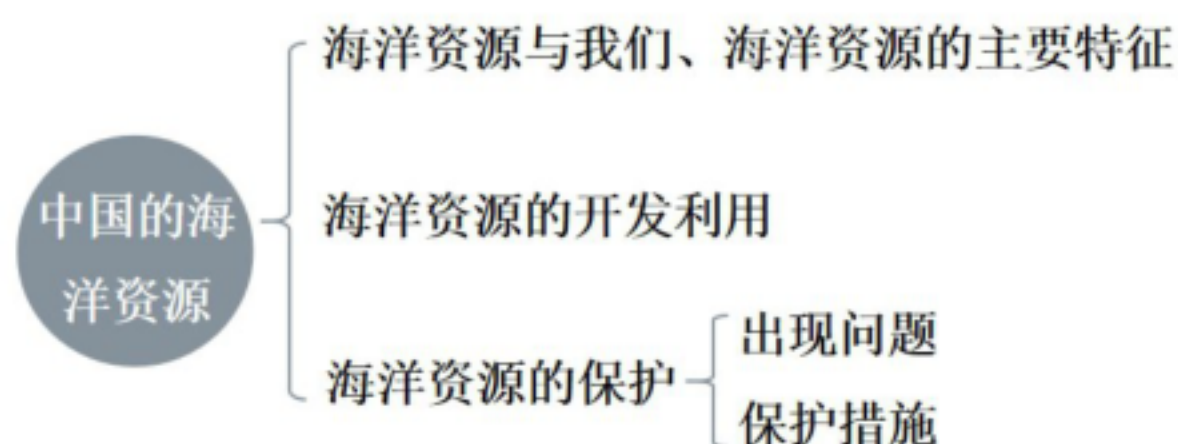 海洋资源与我们、海洋资源的主要特征
中国的海
洋资源
海洋资源的开发利用
海洋资源的保护
出现问题
保护措施